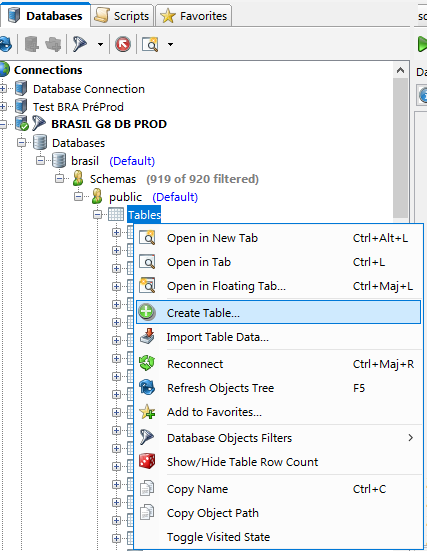 Databases Scripts Favorites sc
Da
Connections
Database Connection
Test BRA PréProd
BRASIL G8 DB PROD
Databases
brasil (Default)
Schemas (919 of 920 filtered)
public (Default)
Tables
Open in New Tab Ctrl+Alt+L
Open in Tab Ctrl+L
Open in Floating Tab... Ctrl+Maj+L
Create Table...
Import Table Data...
Reconnect Ctrl+Maj+R
Refresh Objects Tree F5
Add to Favorites...
Database Objects Filters
Show/Hide Table Row Count
Copy Name Ctrl+C
Copy Object Path
Toggle Visited State